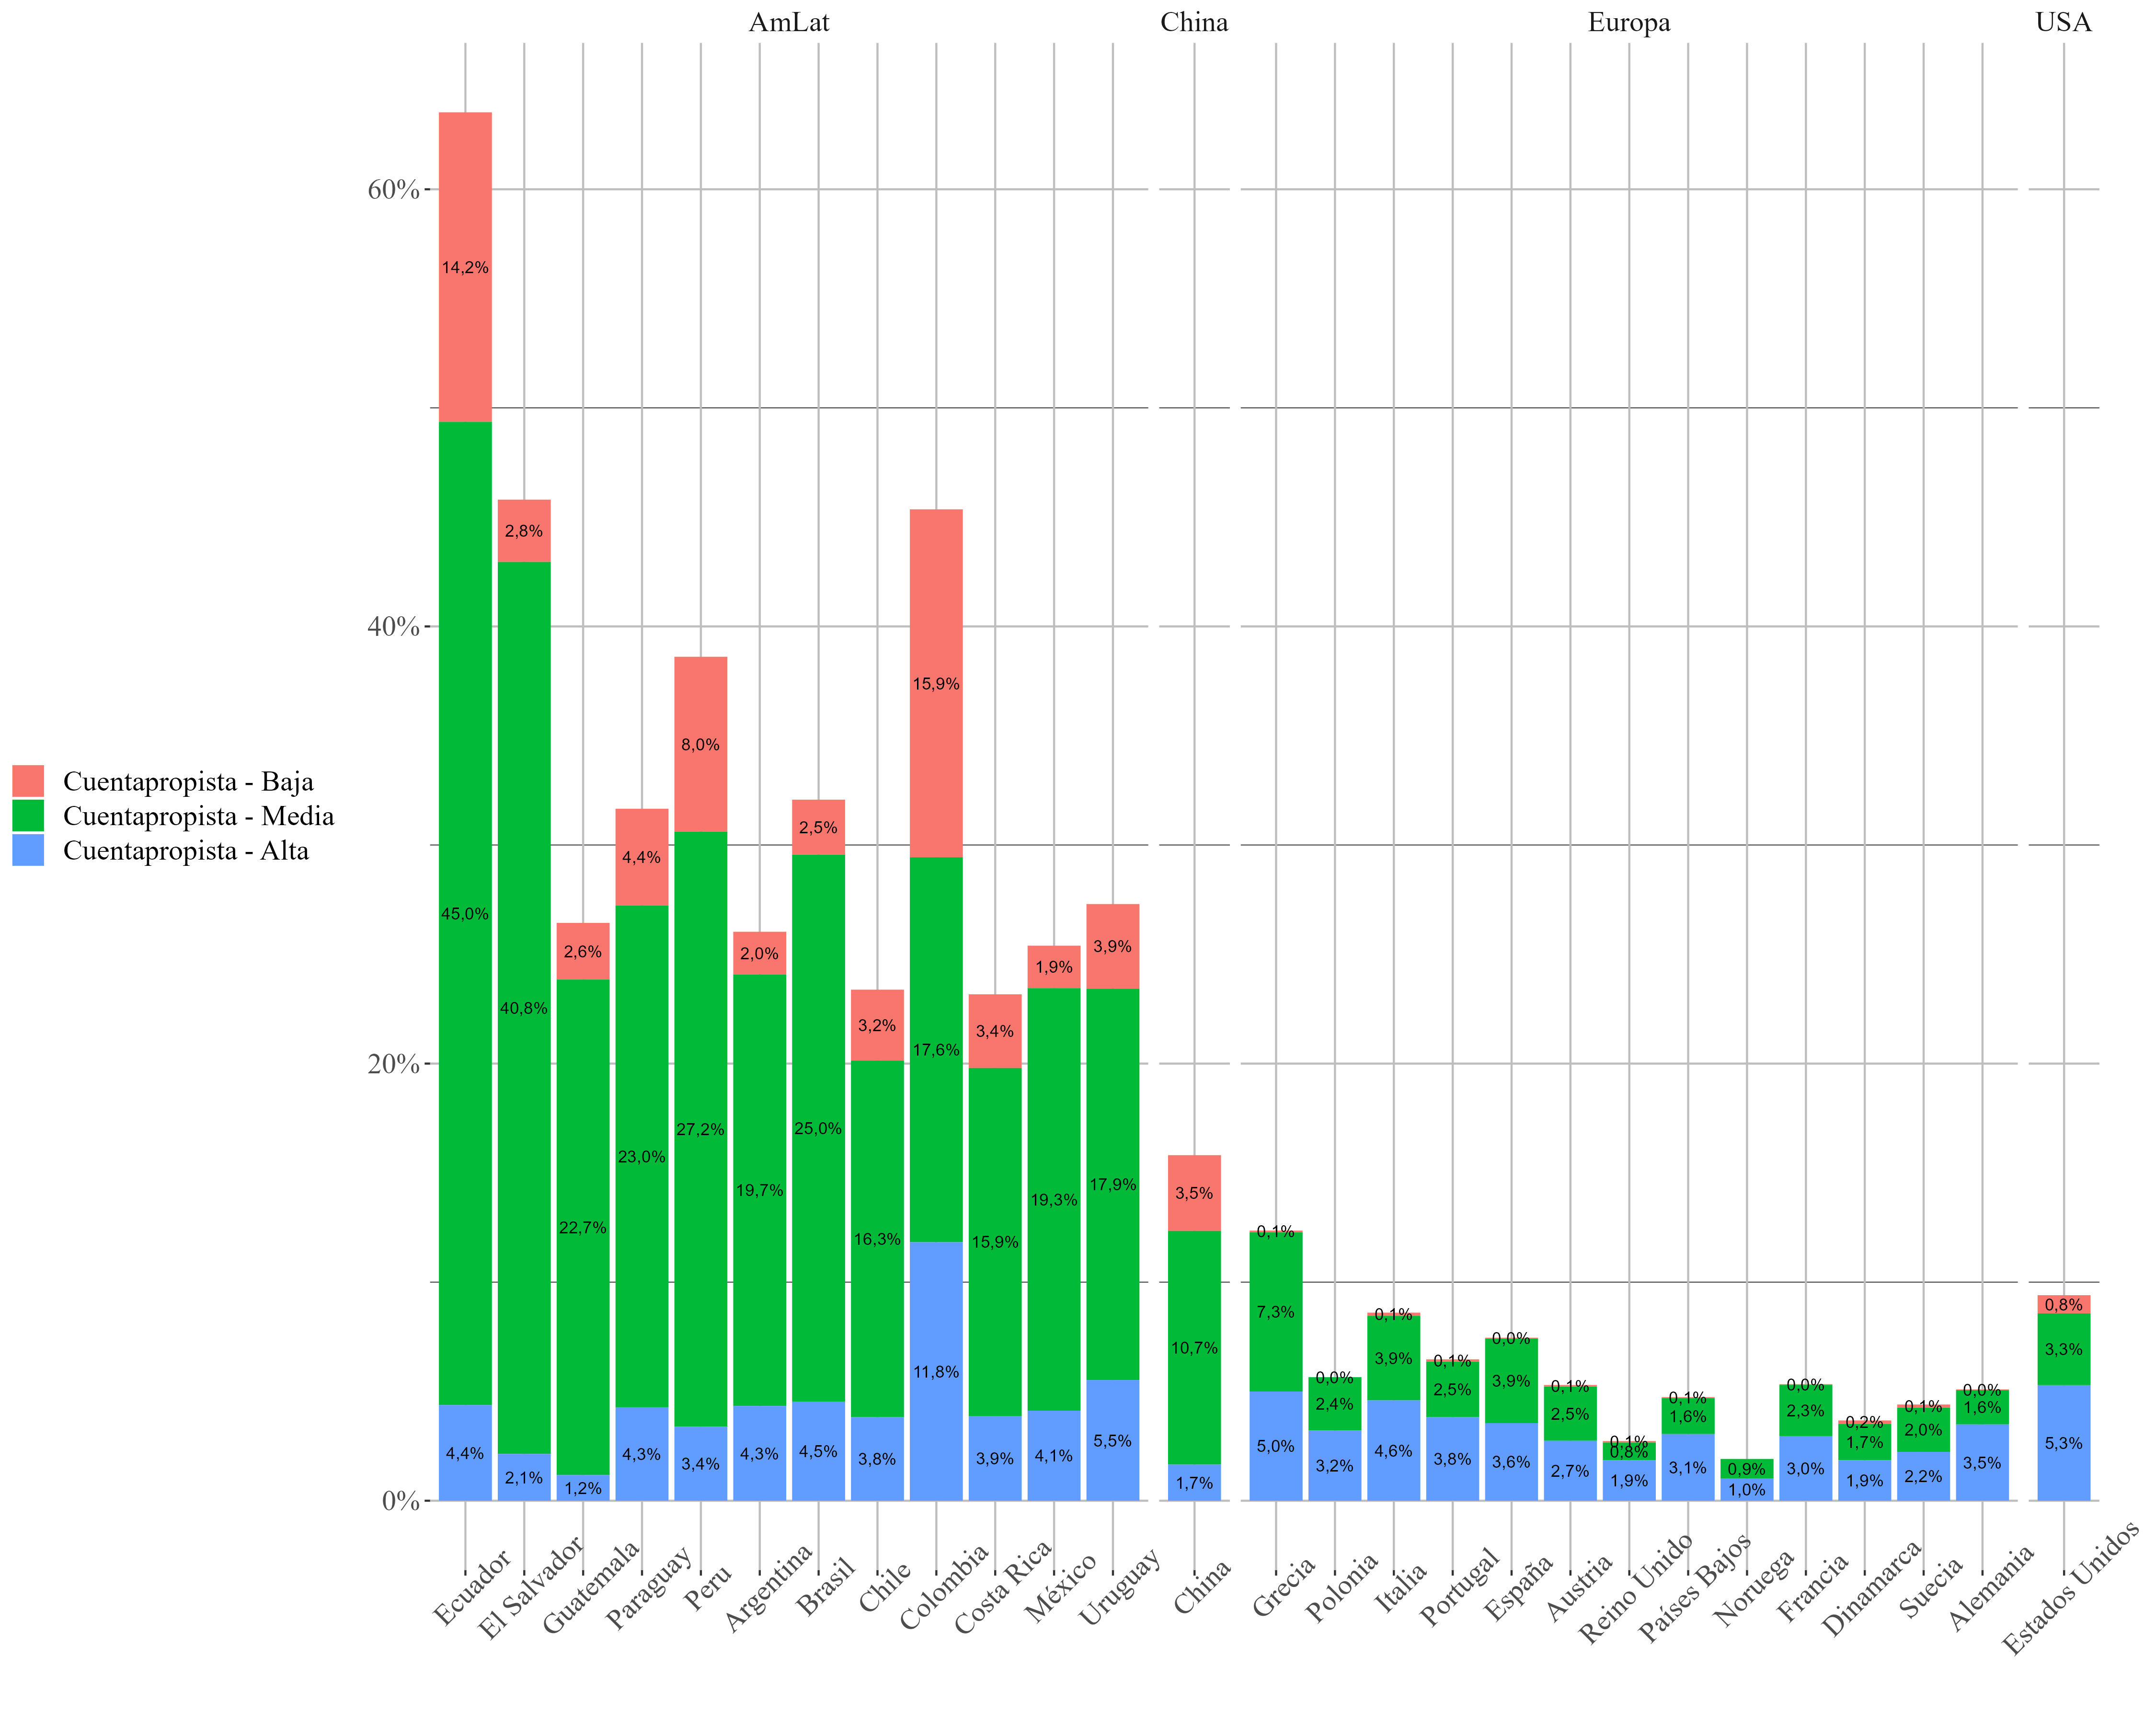 AmLat China Europa USA
60%
40%
20%
0%
Cuentapropista - Baja
Cuentapropista - Media
Cuentapropista - Alta
14,2%
45,0%
4,4%
2,8%
40,8%
2,1%
2,6%
22,7%
1,2%
4,4%
23,0%
4,3%
8,0%
27,2%
3,4%
2,0%
19,7%
4,3%
2,5%
25,0%
4,5%
3,2%
16,3%
3,8%
15,9%
17,6%
11,8%
3,4%
15,9%
3,9%
1,9%
19,3%
4,1%
3,9%
17,9%
5,5%
3,5%
10,7%
1,7%
0,1%
7,3%
5,0%
0,0%
2,4%
3,2%
0,1%
3,9%
4,6%
0,1%
2,5%
3,8%
0,0%
3,9%
3,6%
0,1%
2,5%
2,7%
0,1%
0,8%
1,9%
0,1%
1,6%
3,1%
0,9%
1,0%
0,0%
2,3%
3,0%
0,2%
1,7%
1,9%
0,1%
2,0%
2,2%
0,0%
1,6%
3,5%
0,8%
3,3%
5,3%
Ecuador
El Salvador
Guatemala
Paraguay
Peru
Argentina
Brasil
Chile
Colombia
Costa Rica
México
Uruguay
China
Grecia
Polonia
Italia
Portugal
España
Austria
Reino Unido
Países Bajos
Noruega
Francia
Dinamarca
Suecia
Alemania
Estados Unidos